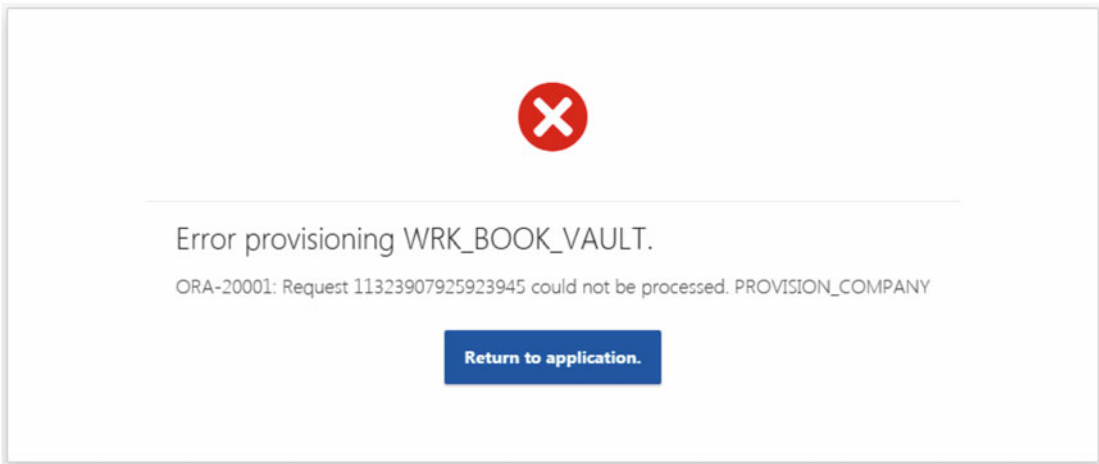 Error provisioning WRK_BOOK_VAULT.
ORA-20001: Request 11323907925923945 could not be processed. PROVISION_COMPANY
Return to application.